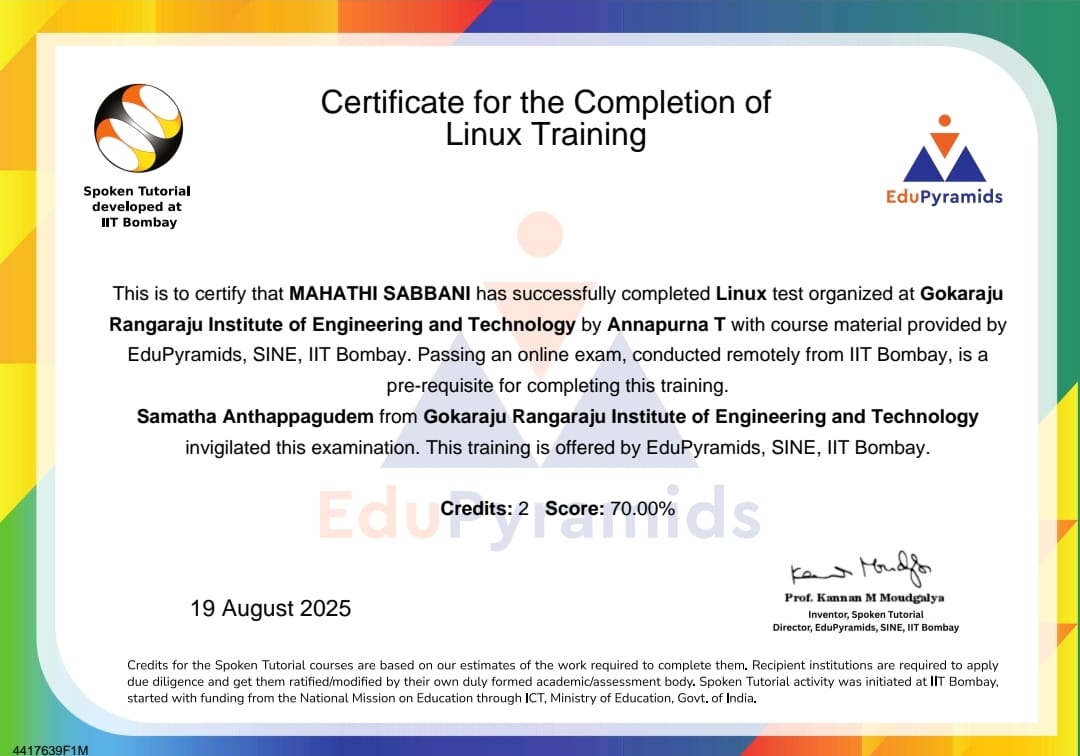 Certificate for the Completion of
Linux Training
Spoken Tutorial
developed at
IIT Bombay
EduPyramids
This is to certify that MAHATHI SABBANI has successfully completed Linux test organized at Gokaraju
Rangaraju Institute of Engineering and Technology by Annapurna T with course material provided by
EduPyramids, SINE, IIT Bombay. Passing an online exam, conducted remotely from IIT Bombay, is a
pre-requisite for completing this training.
Samatha Anthappagudem from Gokaraju Rangaraju Institute of Engineering and Technology
invigilated this examination. This training is offered by EduPyramids, SINE, IIT Bombay.
EduPyramids
Credits: 2 Score: 70.00%
19 August 2025
Prof. Kannan M Moudgalya
Inventor, Spoken Tutorial
Director, EduPyramids, SINE, IIT Bombay
Credits for the Spoken Tutorial courses are based on our estimates of the work required to complete them. Recipient institutions are required to apply
due diligence and get them ratified/modified by their own duly formed academic/assessment body. Spoken Tutorial activity was initiated at IIT Bombay,
started with funding from the National Mission on Education through ICT, Ministry of Education, Govt. of India.
4417639F1M